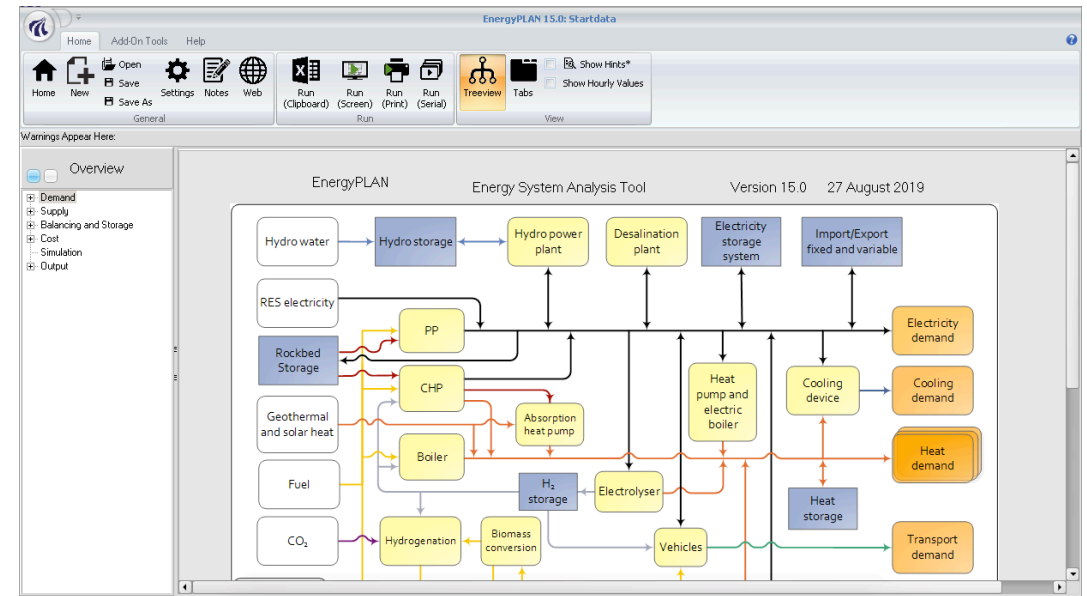 EnergyPLAN 15.0: Startdata
Home
Add-On Tools
Help
Home
New
Open
Save
Save As
Settings
Notes
Web
General
Run
(Clipboard)
Run
(Screen)
Run
(Print)
Run
(Serial)
Run
Treeview
Tabs
Show Hints*
Show Hourly Values
View
Warnings Appear Here:
Overview
Demand
Supply
Balancing and Storage
Cost
Simulation
Output
EnergyPLAN
Energy System Analysis Tool
Version 15.0
27 August 2019
Hydro water
Hydro storage
Hydro power
plant
Desalination
plant
Electricity
storage
system
Import/Export
fixed and variable
RES electricity
PP
Electricity
demand
Rockbed
Storage
CHP
Heat
pump and
electric
boiler
Cooling
device
Cooling
demand
Geothermal
and solar heat
Absorption
heat pump
Boiler
Heat
demand
Fuel
H₂
storage
Electrolyser
Heat
storage
CO₂
Hydrogenation
Biomass
conversion
Vehicles
Transport
demand